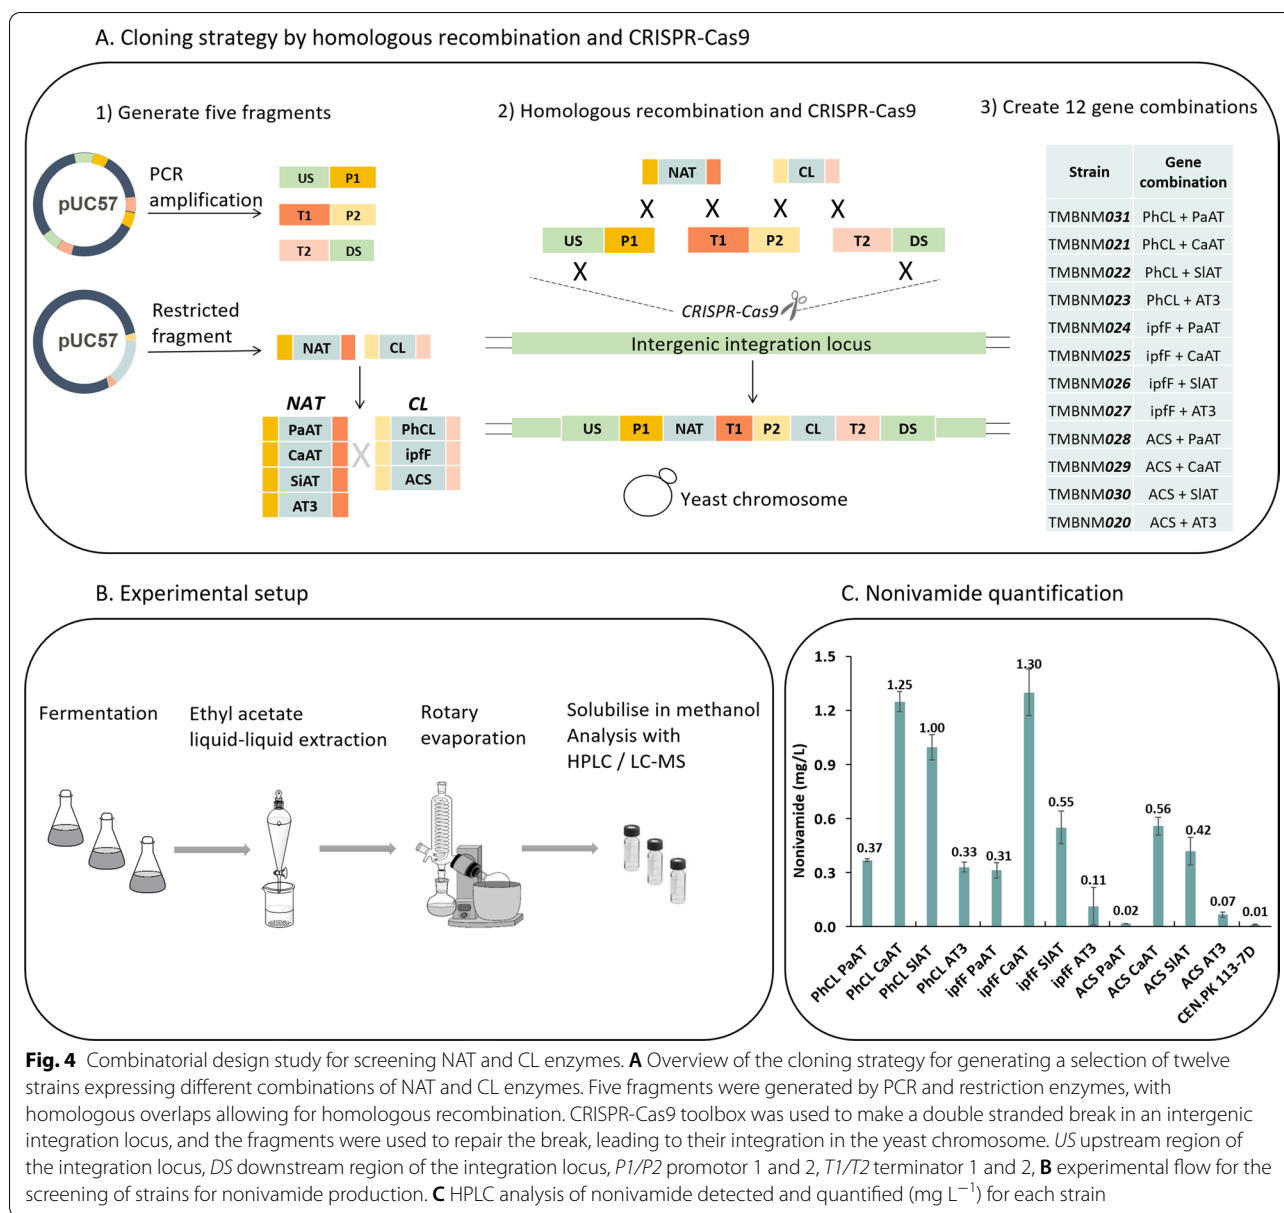 A. Cloning strategy by homologous recombination and CRISPR-Cas9
1) Generate five fragments
pUC57
PCR
amplification
US P1
T1 P2
T2 DS
pUC57
Restricted
fragment
NAT CL
NAT CL
PaAT X PhCL
CaAT ipfF
SiAT ACS
AT3
2) Homologous recombination and CRISPR-Cas9
NAT CL
X X X X
US P1 T1 P2 T2 DS
X X
CRISPR-Cas9
Intergenic integration locus
US P1 NAT T1 P2 CL T2 DS
Yeast chromosome
3) Create 12 gene combinations
Strain Gene
combination
TMBNM031 PhCL + PaAT
TMBNM021 PhCL + CaAT
TMBNM022 PhCL + SlAT
TMBNM023 PhCL + AT3
TMBNM024 ipfF + PaAT
TMBNM025 ipfF + CaAT
TMBNM026 ipfF + SlAT
TMBNM027 ipfF + AT3
TMBNM028 ACS + PaAT
TMBNM029 ACS + CaAT
TMBNM030 ACS + SlAT
TMBNM020 ACS + AT3
B. Experimental setup
Fermentation
Ethyl acetate
liquid-liquid extraction
Rotary
evaporation
Solubilise in methanol
Analysis with
HPLC / LC-MS
C. Nonivamide quantification
Nonivamide (mg/L)
1.5
1.2
0.9
0.6
0.3
0.0
0.37
1.25
1.00
0.33
0.31
1.30
0.55
0.11
0.02
0.56
0.42
0.07
0.01
PhCL PaAT
PhCL CaAT
PhCL SlAT
PhCL AT3
ipfF PaAT
ipfF CaAT
ipfF SlAT
ipfF AT3
ACS PaAT
ACS CaAT
ACS SlAT
ACS AT3
CEN.PK 113-7D
Fig. 4 Combinatorial design study for screening NAT and CL enzymes. A Overview of the cloning strategy for generating a selection of twelve
strains expressing different combinations of NAT and CL enzymes. Five fragments were generated by PCR and restriction enzymes, with
homologous overlaps allowing for homologous recombination. CRISPR-Cas9 toolbox was used to make a double stranded break in an intergenic
integration locus, and the fragments were used to repair the break, leading to their integration in the yeast chromosome. US upstream region of
the integration locus, DS downstream region of the integration locus, P1/P2 promotor 1 and 2, T1/T2 terminator 1 and 2, B experimental flow for the
screening of strains for nonivamide production. C HPLC analysis of nonivamide detected and quantified (mg L⁻¹) for each strain